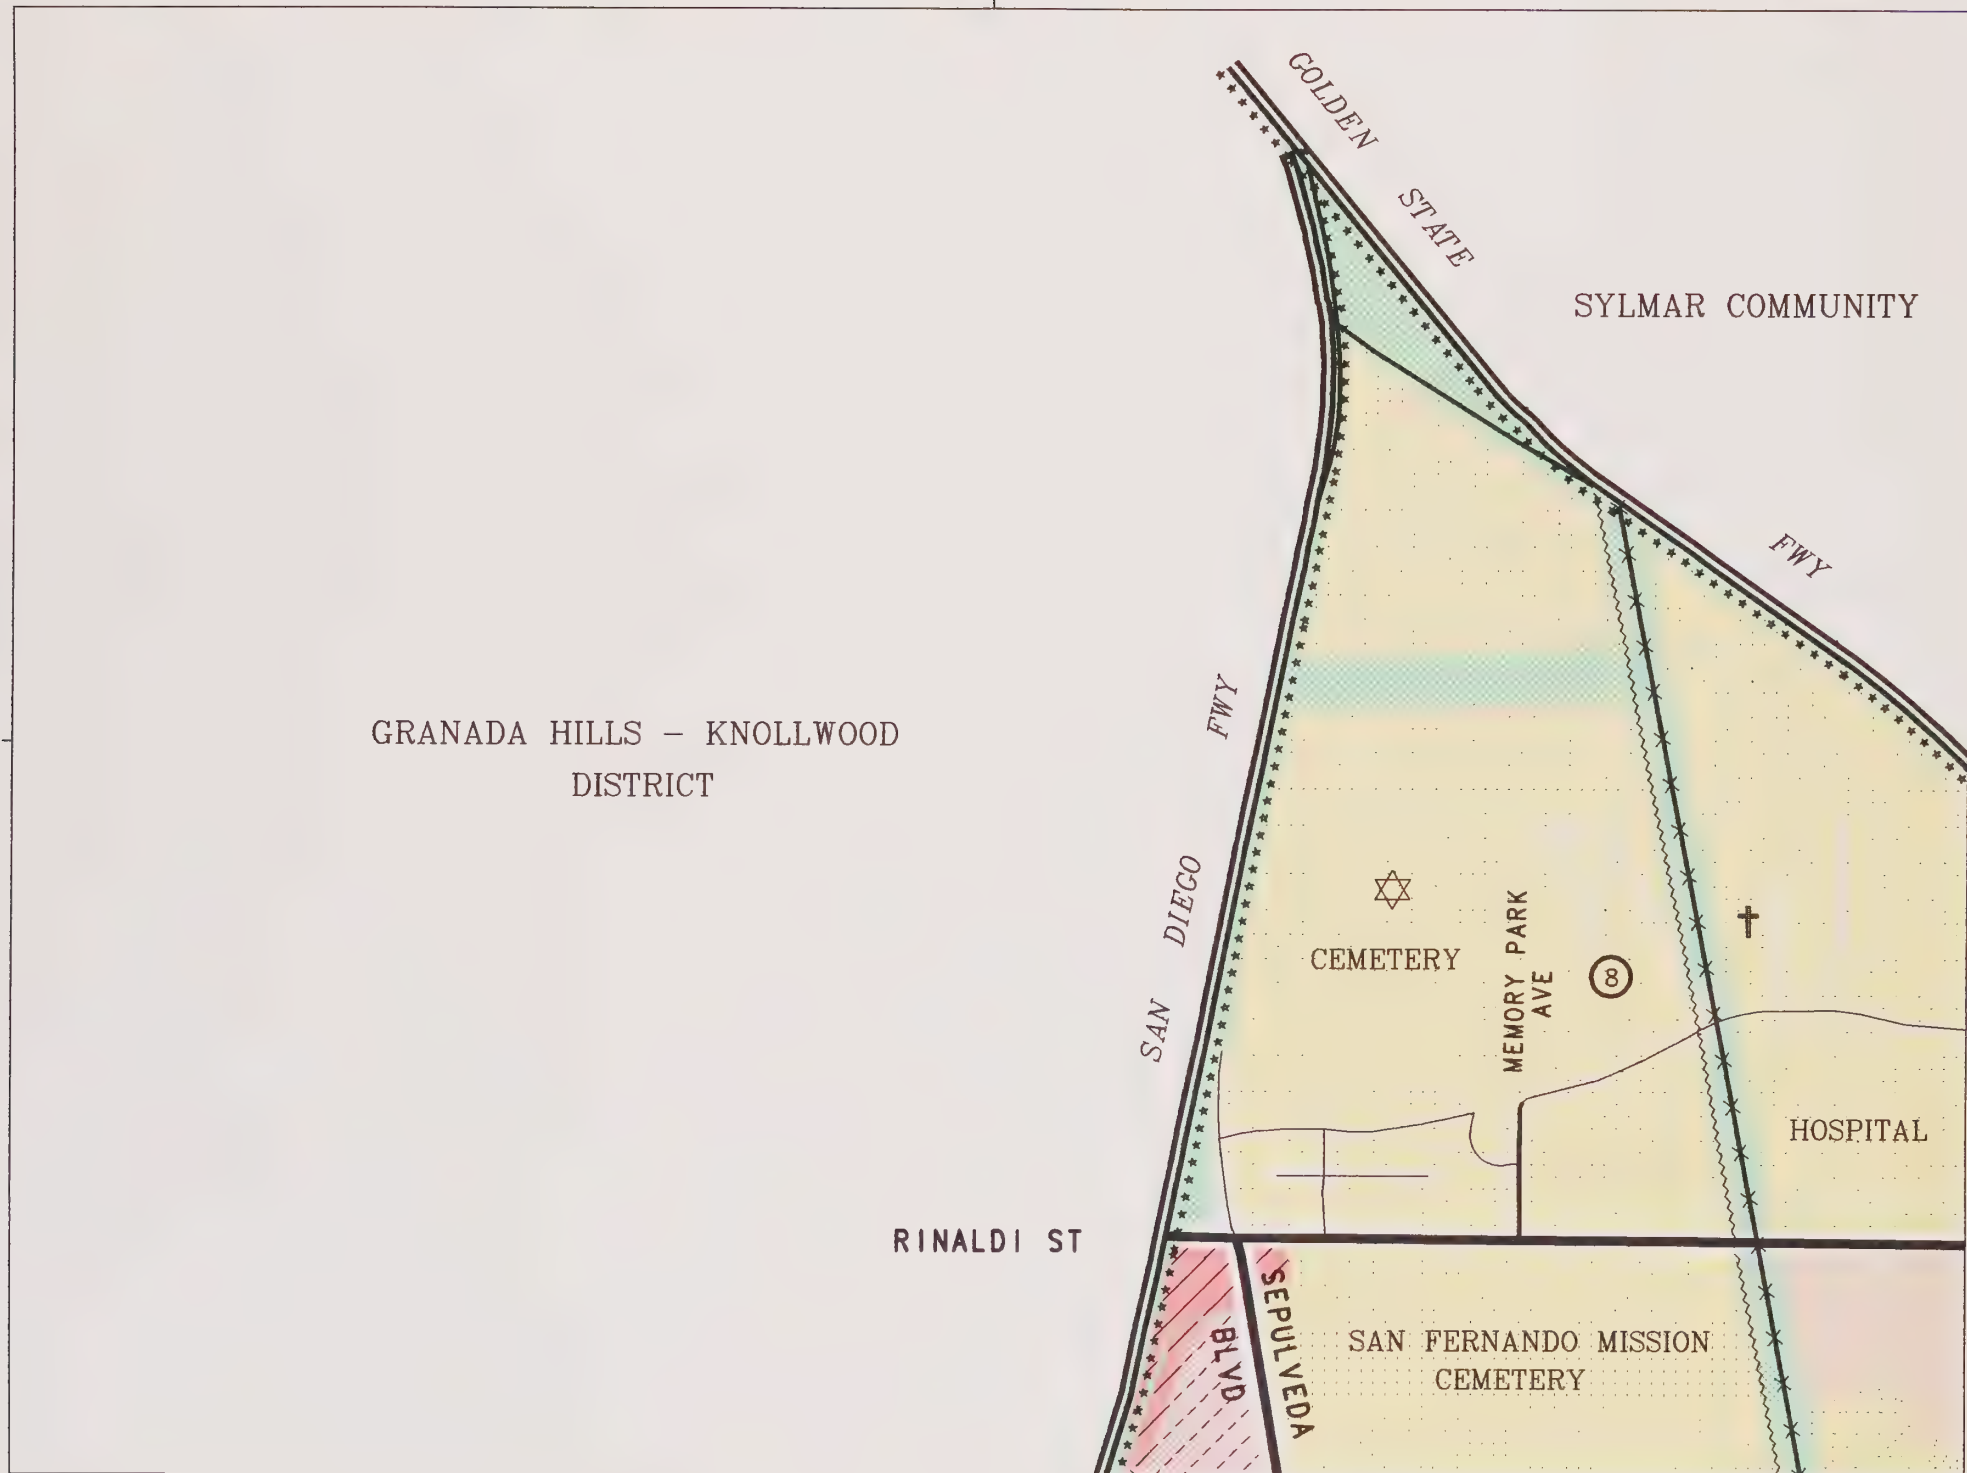 GOLDEN STATE FWY
SYLMAR COMMUNITY
GRANADA HILLS – KNOLLWOOD
DISTRICT
SAN DIEGO FWY
CEMETERY
MEMORY PARK
AVE
8
HOSPITAL
RINALDI ST
SEPULVEDA
BLVD
SAN FERNANDO MISSION
CEMETERY